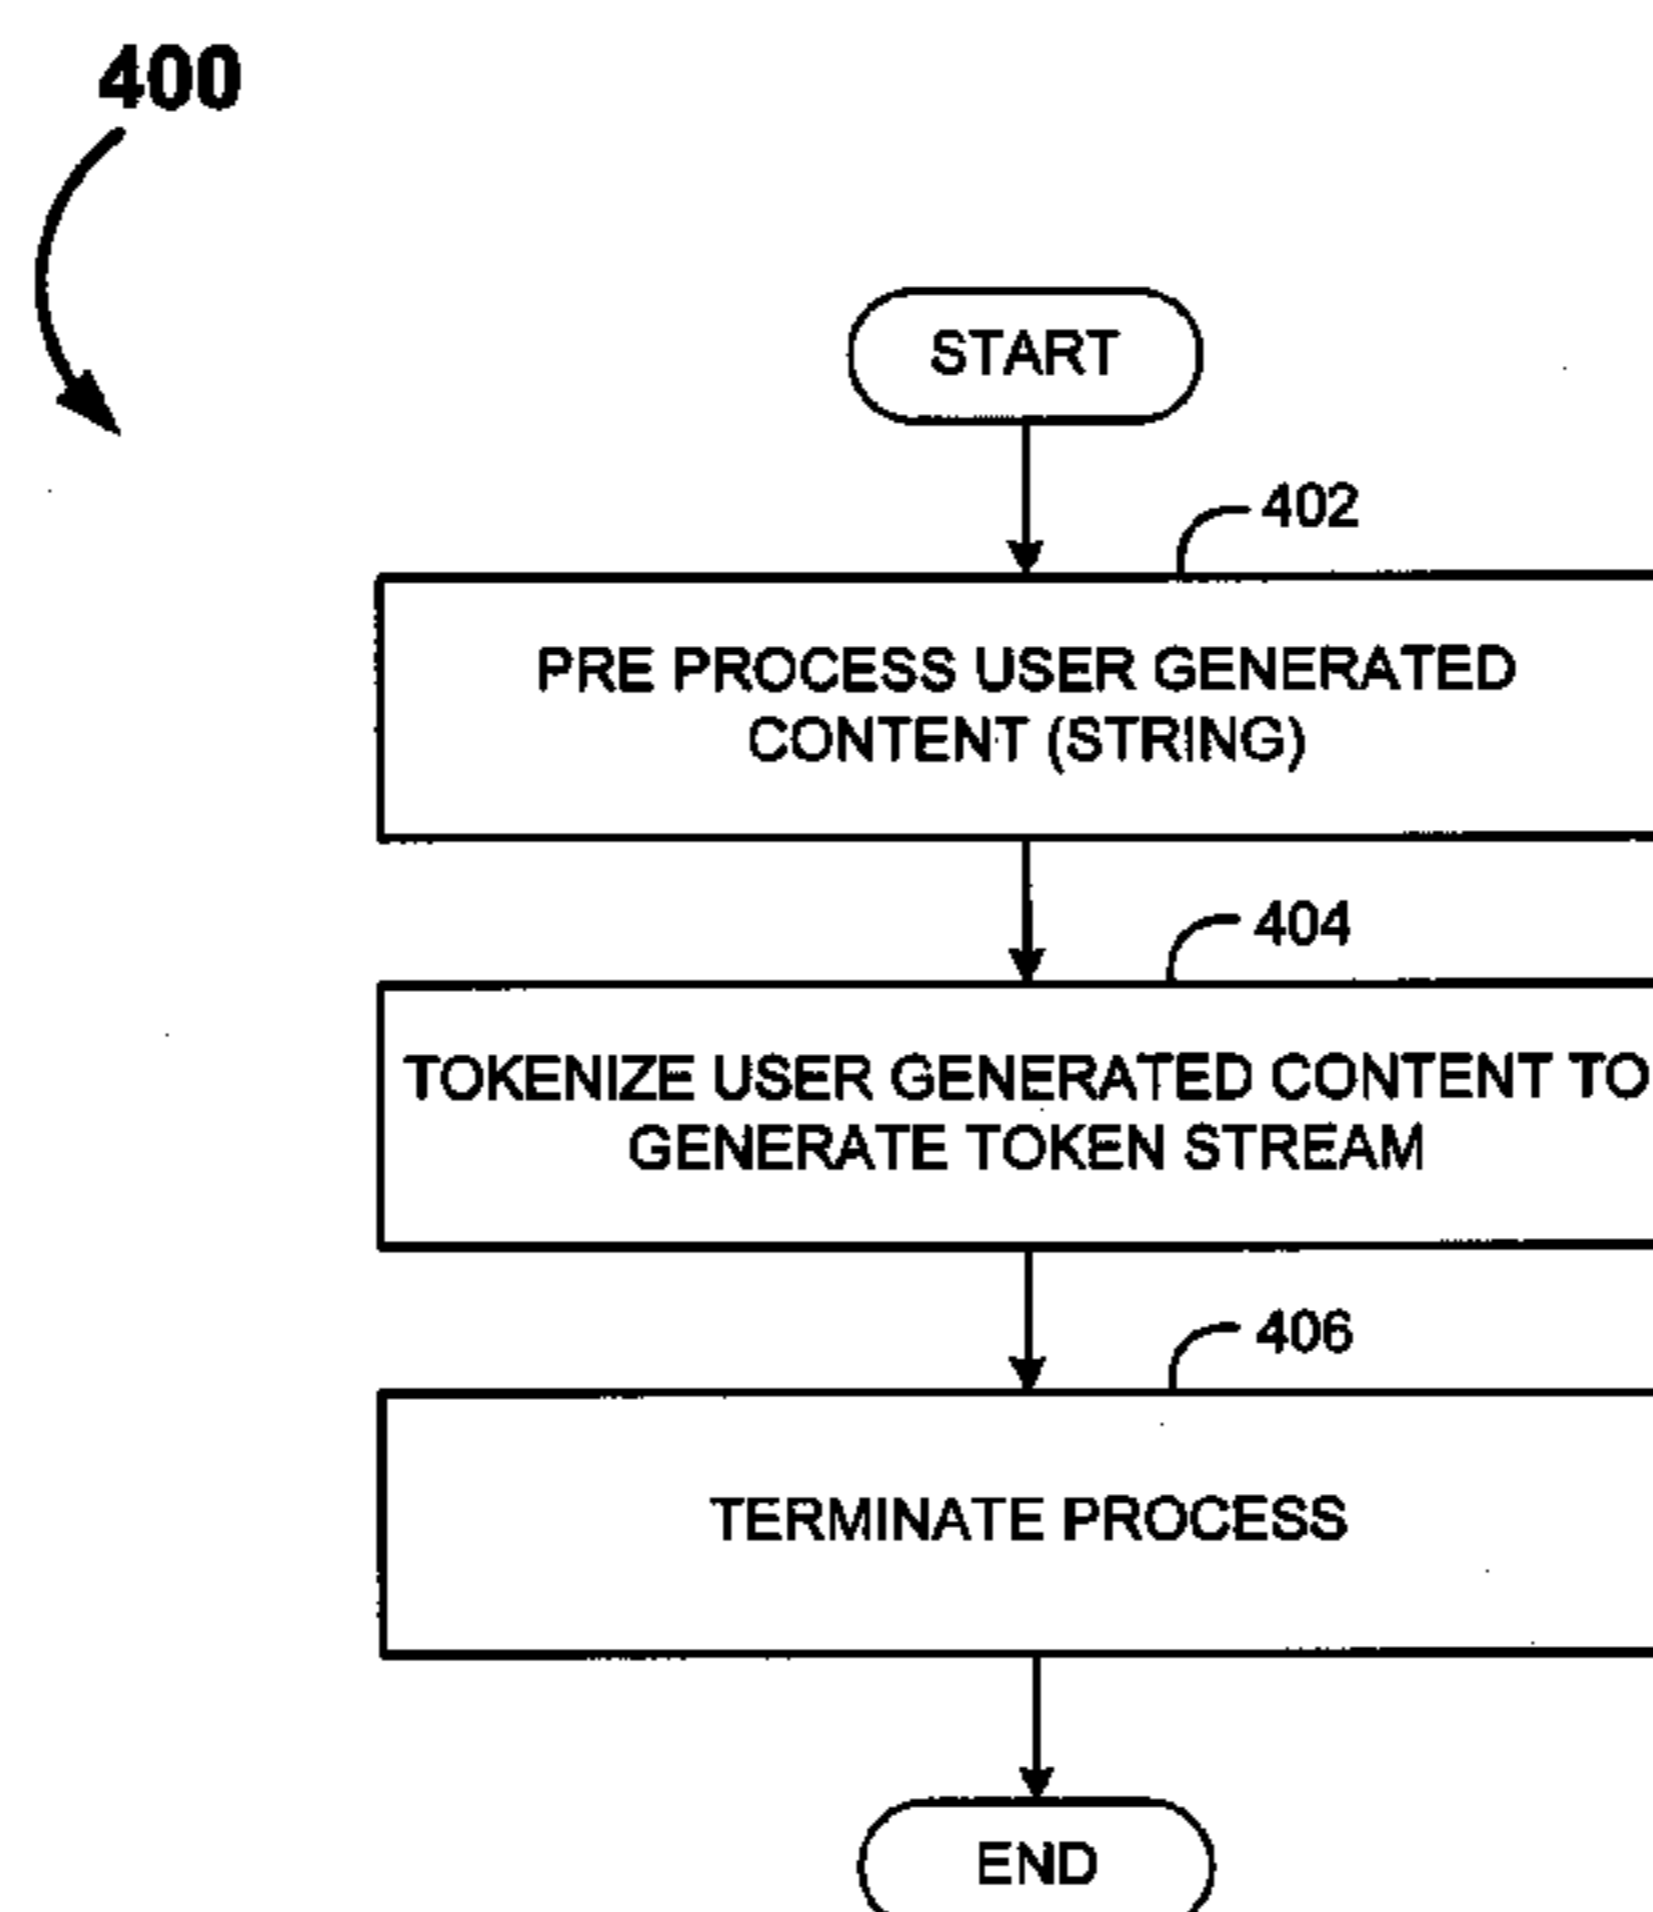 400
START
402
PRE PROCESS USER GENERATED
CONTENT (STRING)
404
TOKENIZE USER GENERATED CONTENT TO
GENERATE TOKEN STREAM
406
TERMINATE PROCESS
END